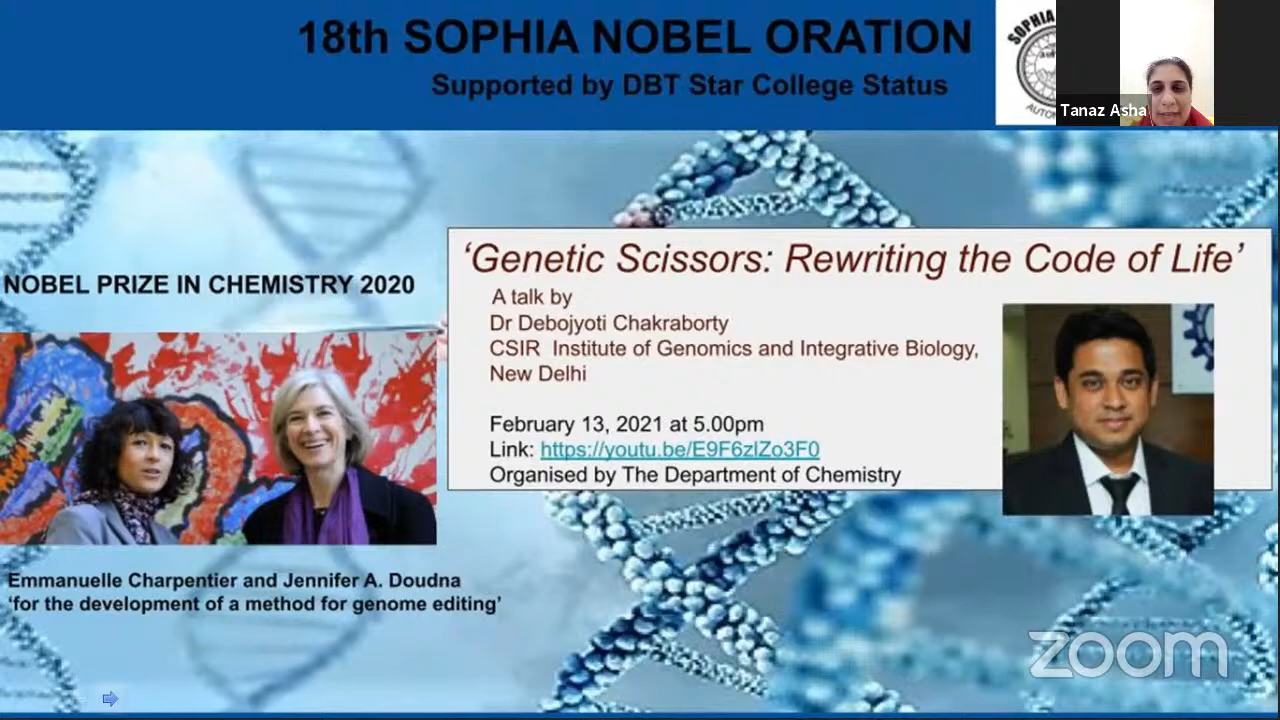 18th SOPHIA NOBEL ORATION
Supported by DBT Star College Status
SOPHIA
AUTON
Tanaz Asha
NOBEL PRIZE IN CHEMISTRY 2020
‘Genetic Scissors: Rewriting the Code of Life’
A talk by
Dr Debojyoti Chakraborty
CSIR Institute of Genomics and Integrative Biology,
New Delhi
February 13, 2021 at 5.00pm
Link: https://youtu.be/E9F6zlZo3F0
Organised by The Department of Chemistry
Emmanuelle Charpentier and Jennifer A. Doudna
‘for the development of a method for genome editing’
zoom